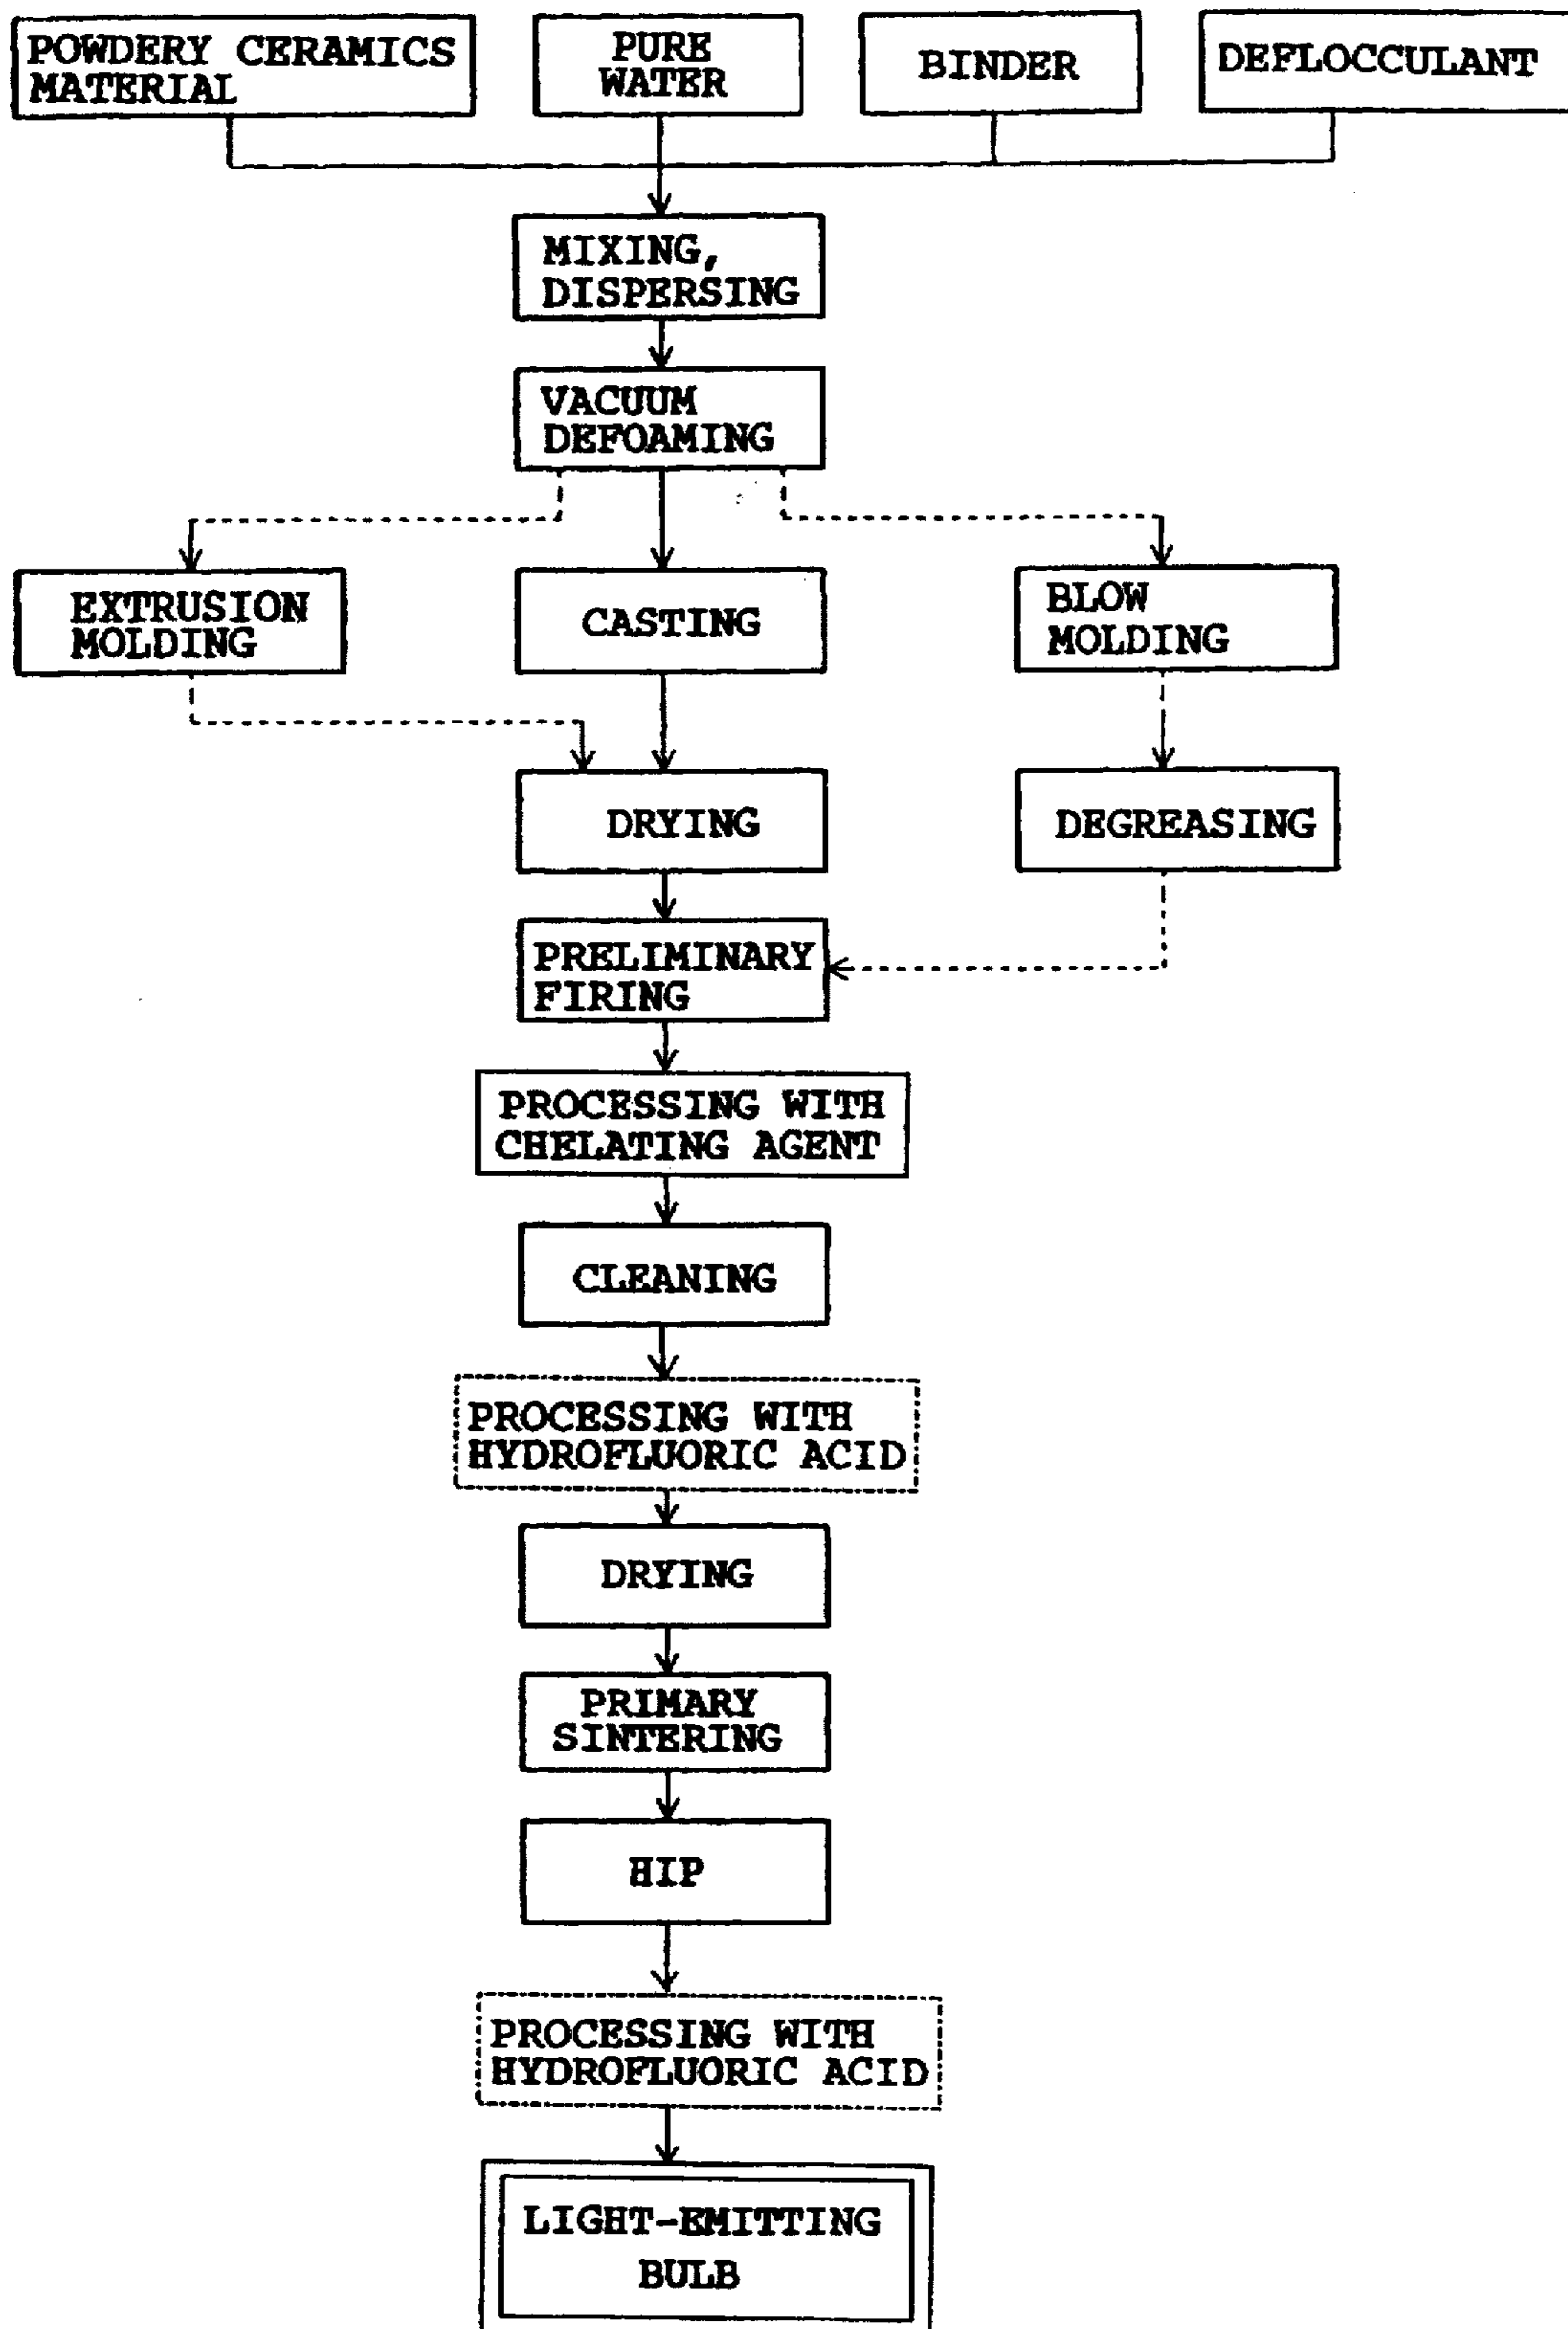 POWDERY CERAMICS
MATERIAL
PURE
WATER
BINDER
DEFLOCCULANT
MIXING,
DISPERSING
VACUUM
DEFOAMING
EXTRUSION
MOLDING
CASTING
BLOW
MOLDING
DRYING
DEGREASING
PRELIMINARY
FIRING
PROCESSING WITH
CHELATING AGENT
CLEANING
PROCESSING WITH
HYDROFLUORIC ACID
DRYING
PRIMARY
SINTERING
HIP
PROCESSING WITH
HYDROFLUORIC ACID
LIGHT-EMITTING
BULB